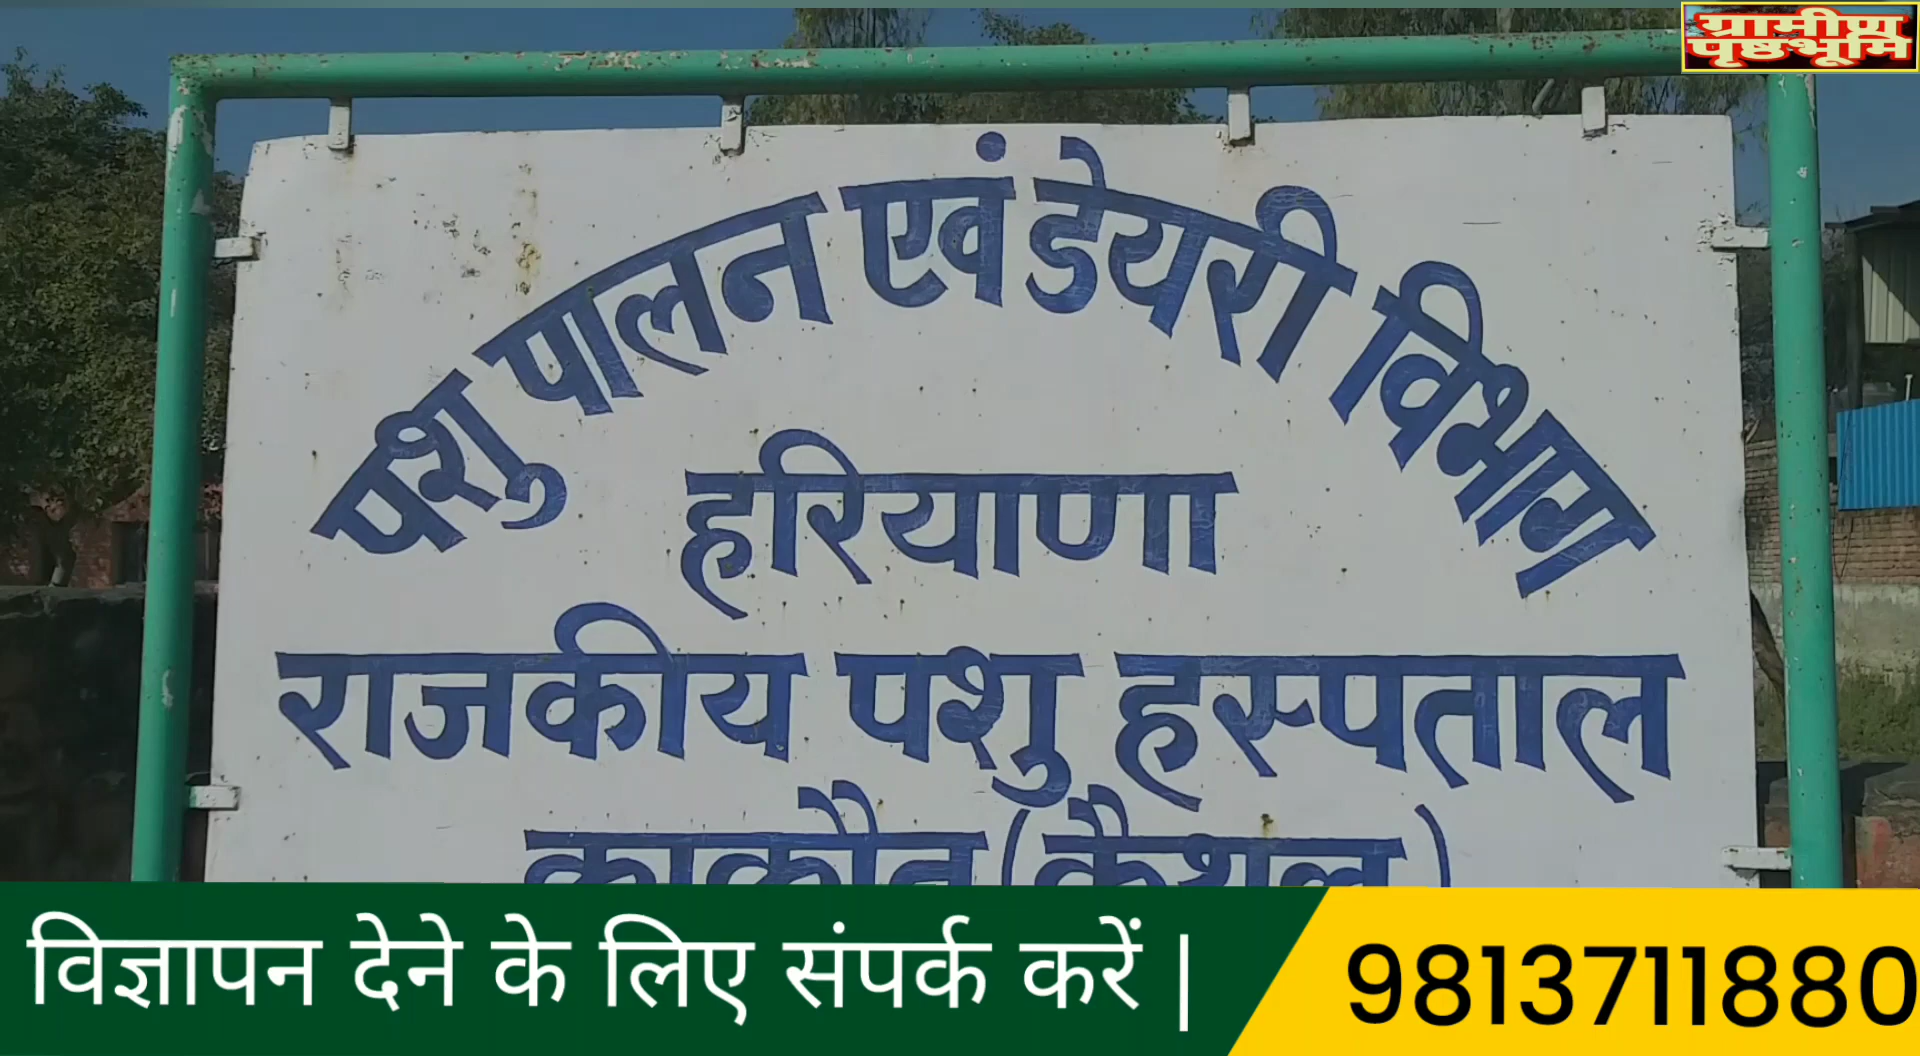 ग्रामीण
पृष्ठभूमि
पशु पालन एवं डेयरी विभाग
हरियाणा
राजकीय पशु हस्पताल
काकौत (कैथल)
विज्ञापन देने के लिए संपर्क करें |
9813711880